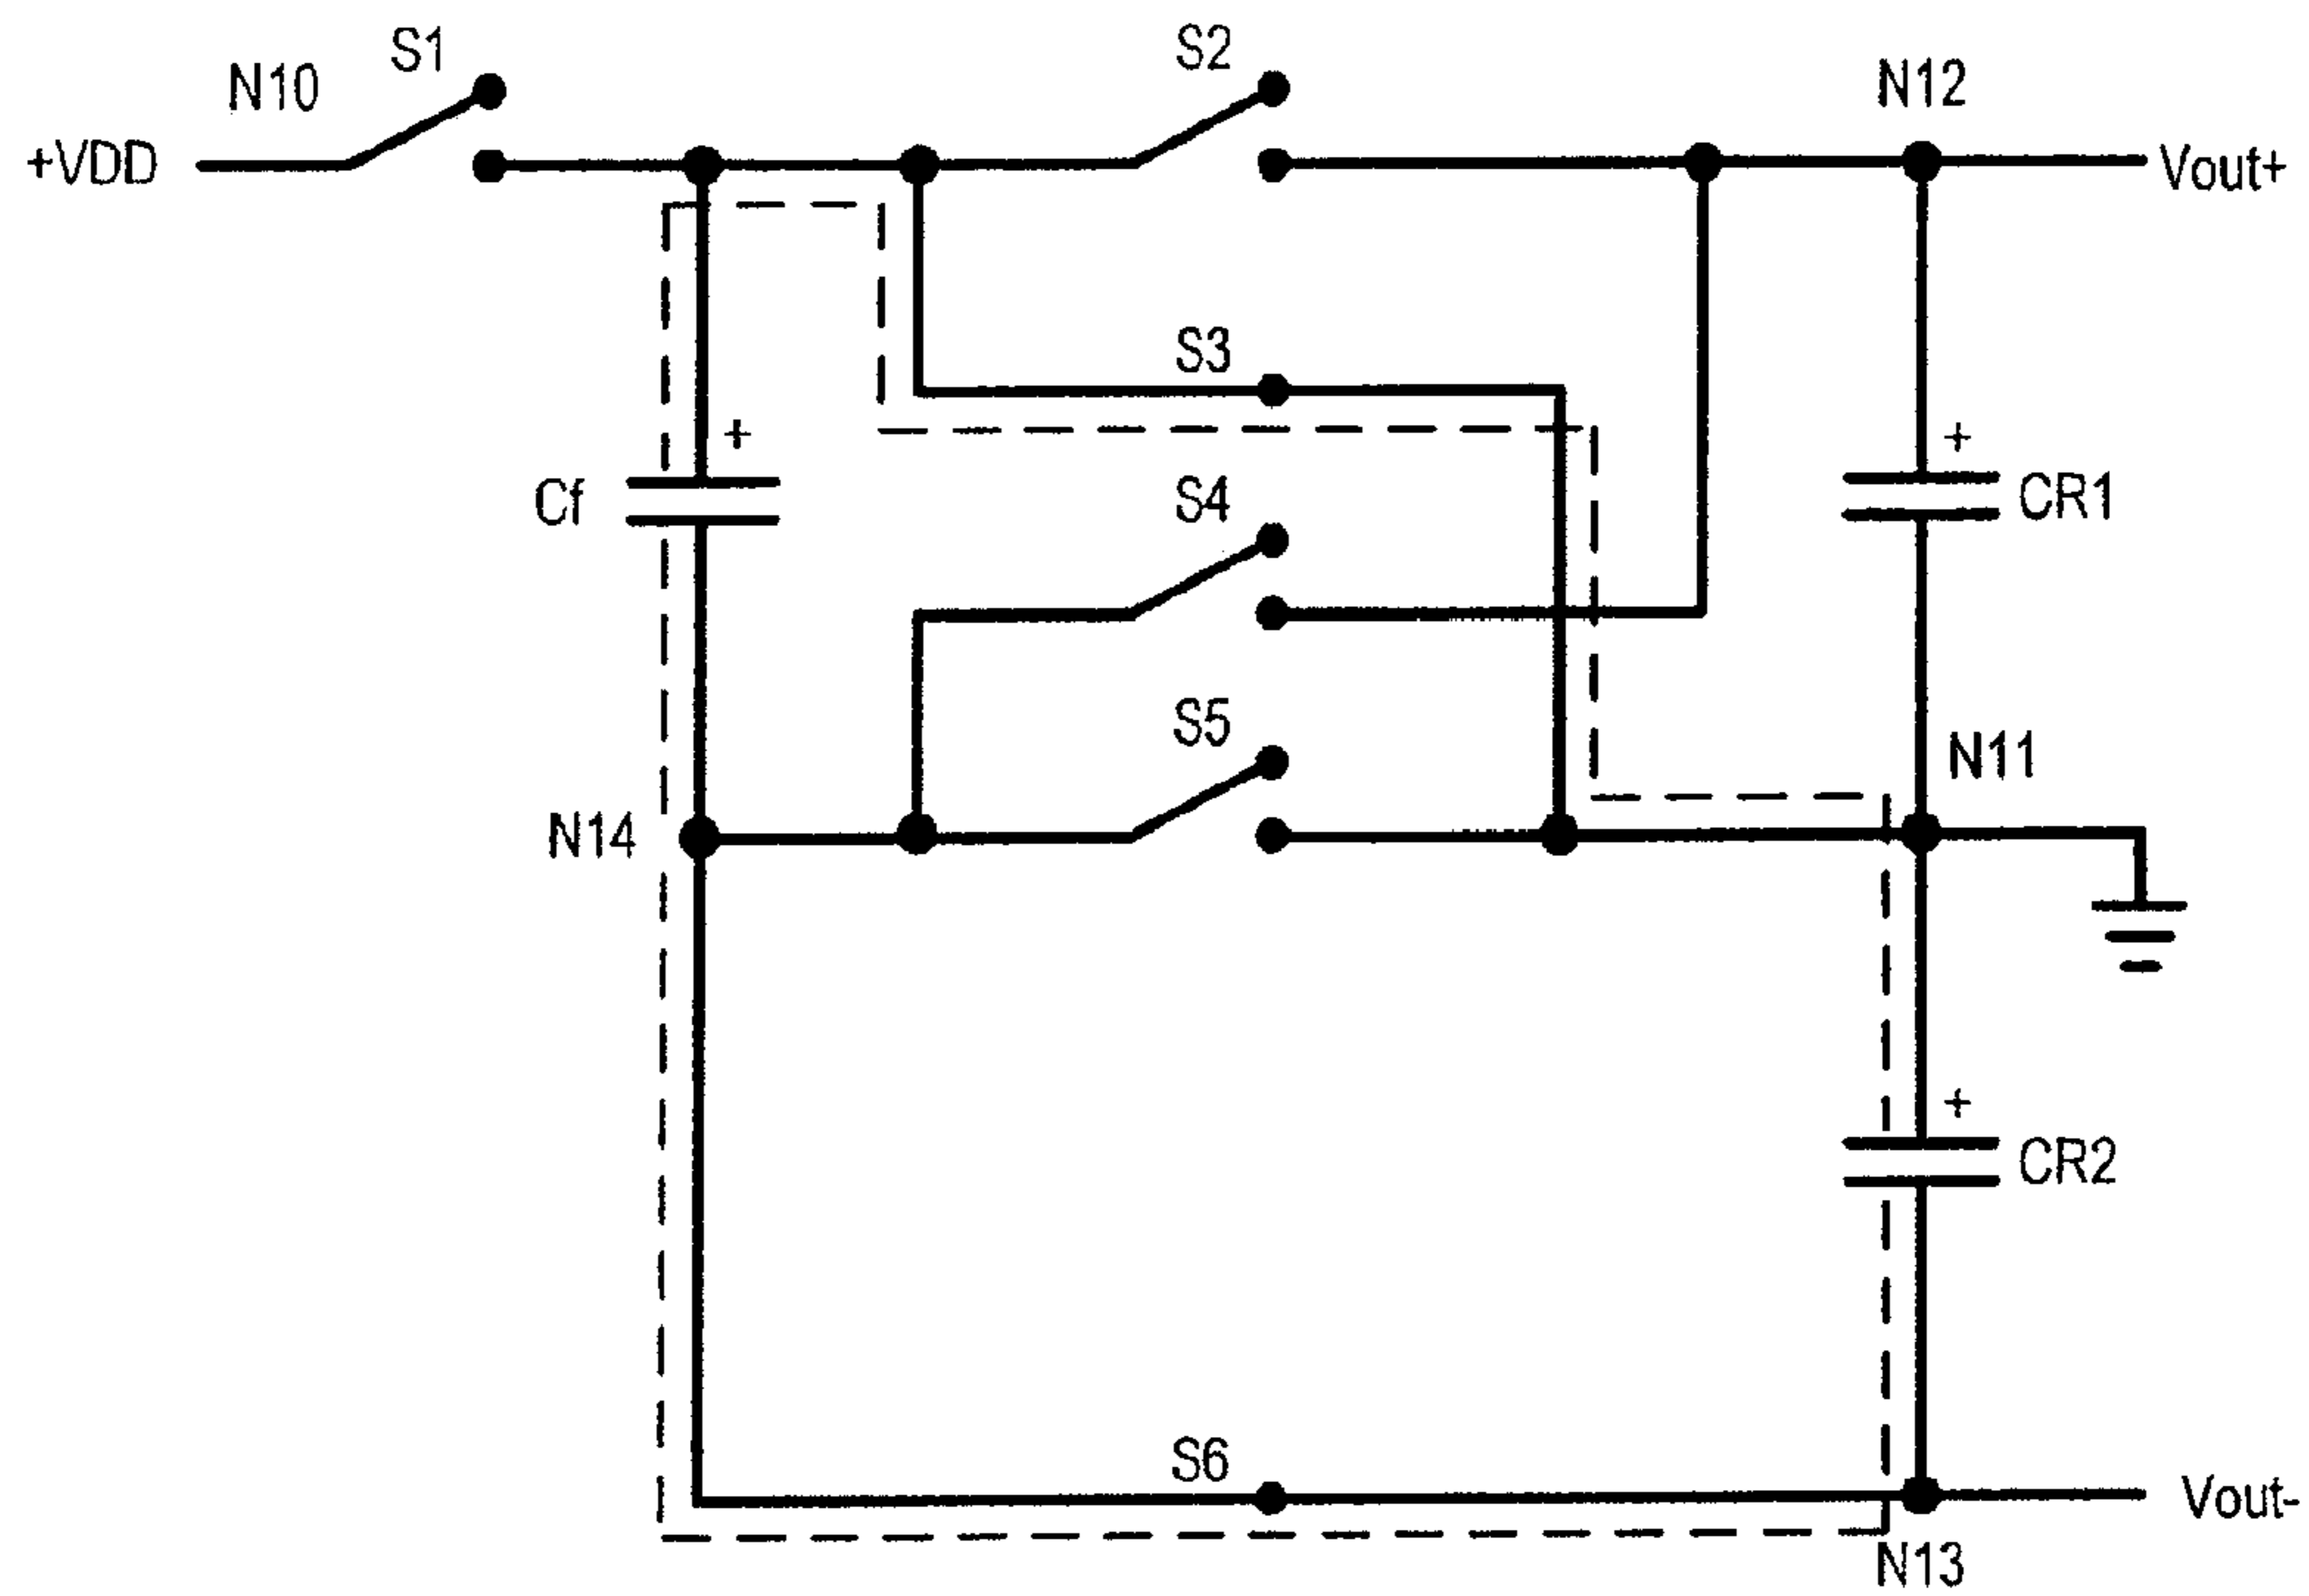 S1
S2
N10
N12
+VDD
Vout+
S3
+
+
Cf
S4
CR1
S5
N11
N14
+
CR2
S6
Vout-
N13